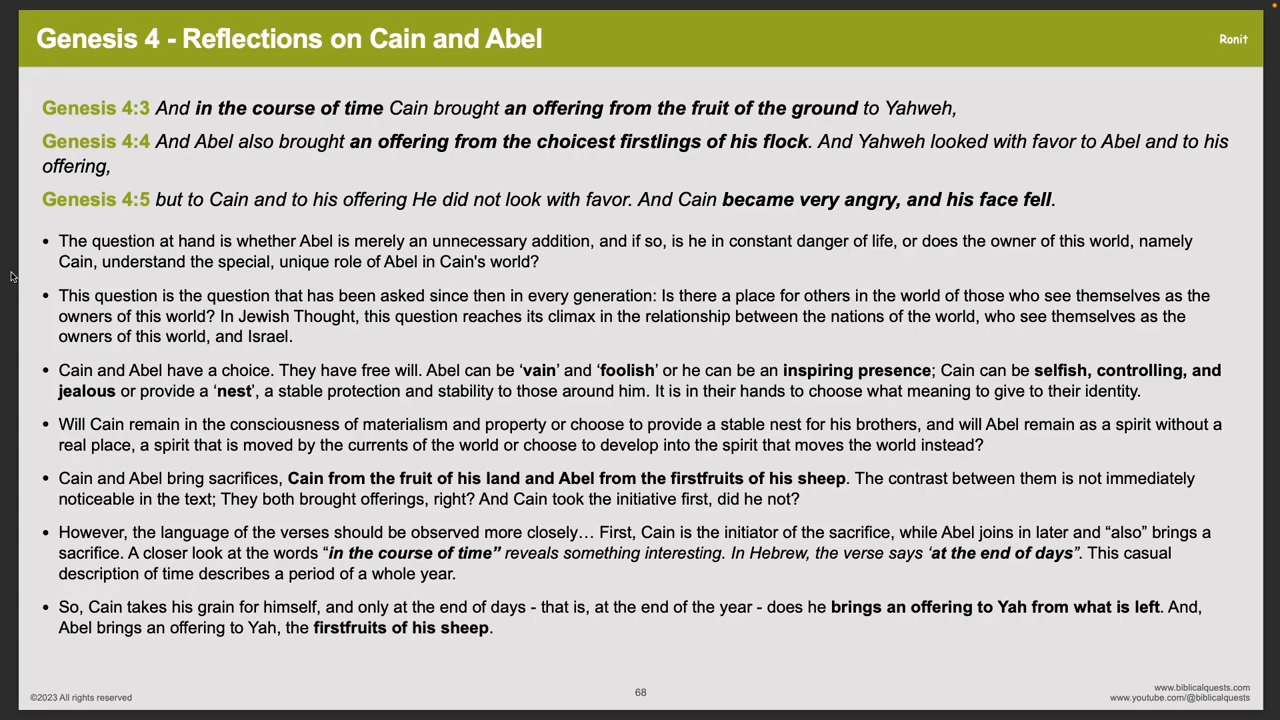 Genesis 4 - Reflections on Cain and Abel
Ronit
Genesis 4:3 And in the course of time Cain brought an offering from the fruit of the ground to Yahweh,
Genesis 4:4 And Abel also brought an offering from the choicest firstlings of his flock. And Yahweh looked with favor to Abel and to his
offering,
Genesis 4:5 but to Cain and to his offering He did not look with favor. And Cain became very angry, and his face fell.
• The question at hand is whether Abel is merely an unnecessary addition, and if so, is he in constant danger of life, or does the owner of this world, namely
Cain, understand the special, unique role of Abel in Cain's world?
• This question is the question that has been asked since then in every generation: Is there a place for others in the world of those who see themselves as the
owners of this world? In Jewish Thought, this question reaches its climax in the relationship between the nations of the world, who see themselves as the
owners of this world, and Israel.
• Cain and Abel have a choice. They have free will. Abel can be ‘vain’ and ‘foolish’ or he can be an inspiring presence; Cain can be selfish, controlling, and
jealous or provide a ‘nest’, a stable protection and stability to those around him. It is in their hands to choose what meaning to give to their identity.
• Will Cain remain in the consciousness of materialism and property or choose to provide a stable nest for his brothers, and will Abel remain as a spirit without a
real place, a spirit that is moved by the currents of the world or choose to develop into the spirit that moves the world instead?
• Cain and Abel bring sacrifices, Cain from the fruit of his land and Abel from the firstfruits of his sheep. The contrast between them is not immediately
noticeable in the text; They both brought offerings, right? And Cain took the initiative first, did he not?
• However, the language of the verses should be observed more closely… First, Cain is the initiator of the sacrifice, while Abel joins in later and “also” brings a
sacrifice. A closer look at the words “in the course of time” reveals something interesting. In Hebrew, the verse says ‘at the end of days”. This casual
description of time describes a period of a whole year.
• So, Cain takes his grain for himself, and only at the end of days - that is, at the end of the year - does he brings an offering to Yah from what is left. And,
Abel brings an offering to Yah, the firstfruits of his sheep.
©2023 All rights reserved
68
www.biblicalquests.com
www.youtube.com/@biblicalquests